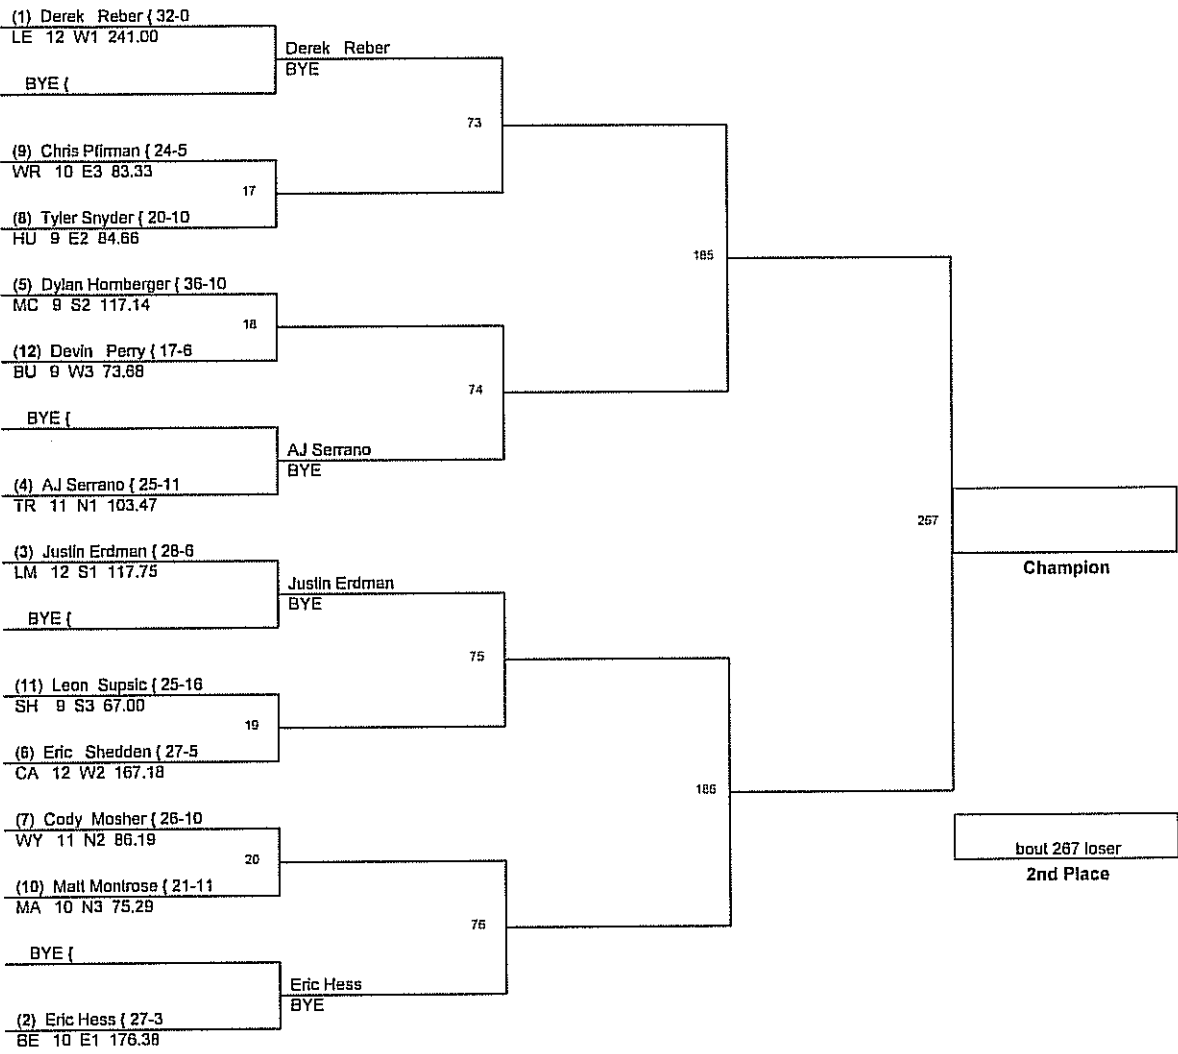 (1) Derek Reber { 32-0
LE 12 W1 241.00
Derek Reber
BYE
BYE {
73
(9) Chris Pfirman { 24-5
WR 10 E3 83.33
17
(8) Tyler Snyder { 20-10
HU 9 E2 84.66
185
(5) Dylan Hornberger { 36-10
MC 9 S2 117.14
18
(12) Devin Perry { 17-6
BU 9 W3 73.68
74
BYE {
AJ Serrano
BYE
(4) AJ Serrano { 25-11
TR 11 N1 103.47
267
Champion
(3) Justin Erdman { 28-6
LM 12 S1 117.75
Justin Erdman
BYE
BYE {
75
(11) Leon Supsic { 25-16
SH 9 S3 67.00
19
(6) Eric Shedden { 27-5
CA 12 W2 167.18
186
(7) Cody Mosher { 26-10
WY 11 N2 86.19
20
(10) Matt Montrose { 21-11
MA 10 N3 75.29
bout 267 loser
2nd Place
76
BYE {
Eric Hess
BYE
(2) Eric Hess { 27-3
BE 10 E1 176.38